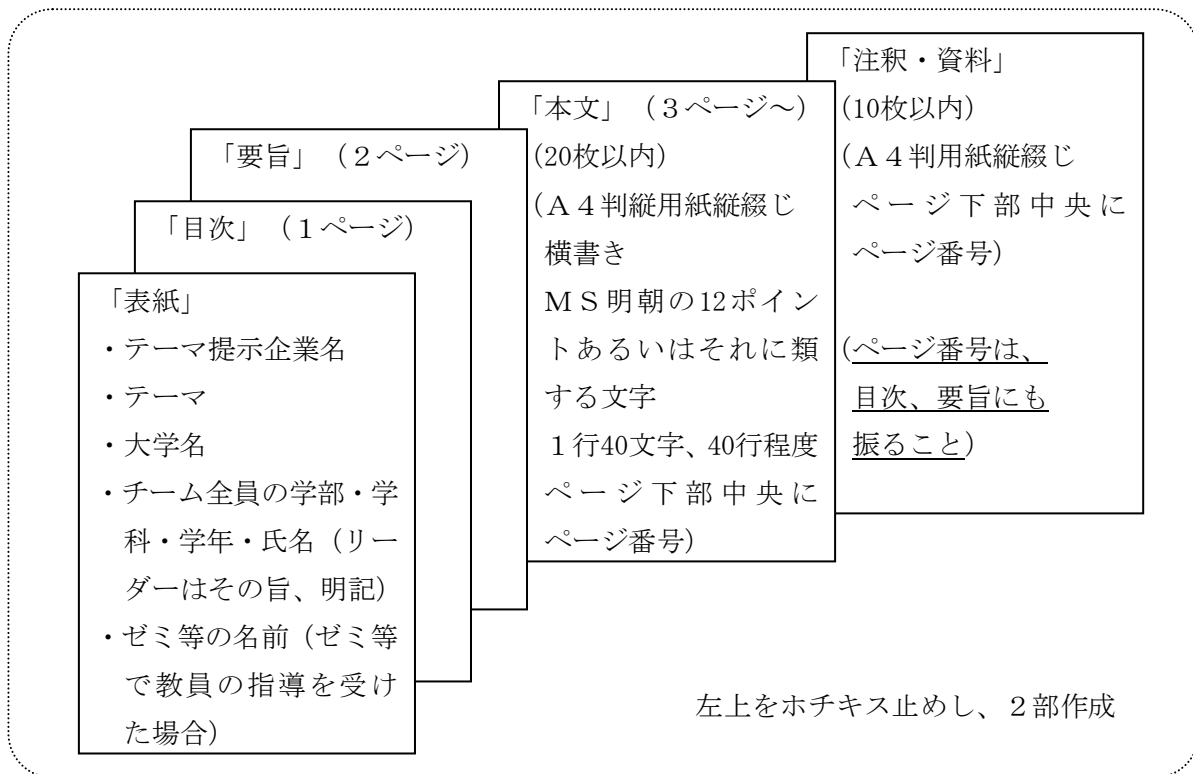 「表紙」
・テーマ提示企業名
・テーマ
・大学名
・チーム全員の学部・学
科・学年・氏名（リー
ダーはその旨、明記）
・ゼミ等の名前（ゼミ等
で教員の指導を受け
た場合）
「目次」（１ページ）
「要旨」（２ページ）
「本文」（３ページ～）
(20枚以内)
(Ａ４判縦用紙縦綴じ
横書き
ＭＳ明朝の12ポイン
トあるいはそれに類
する文字
１行40文字、40行程度
ページ下部中央に
ページ番号)
「注釈・資料」
(10枚以内)
(Ａ４判用紙縦綴じ
ページ下部中央に
ページ番号)
(ページ番号は、
目次、要旨にも
振ること)
左上をホチキス止めし、２部作成